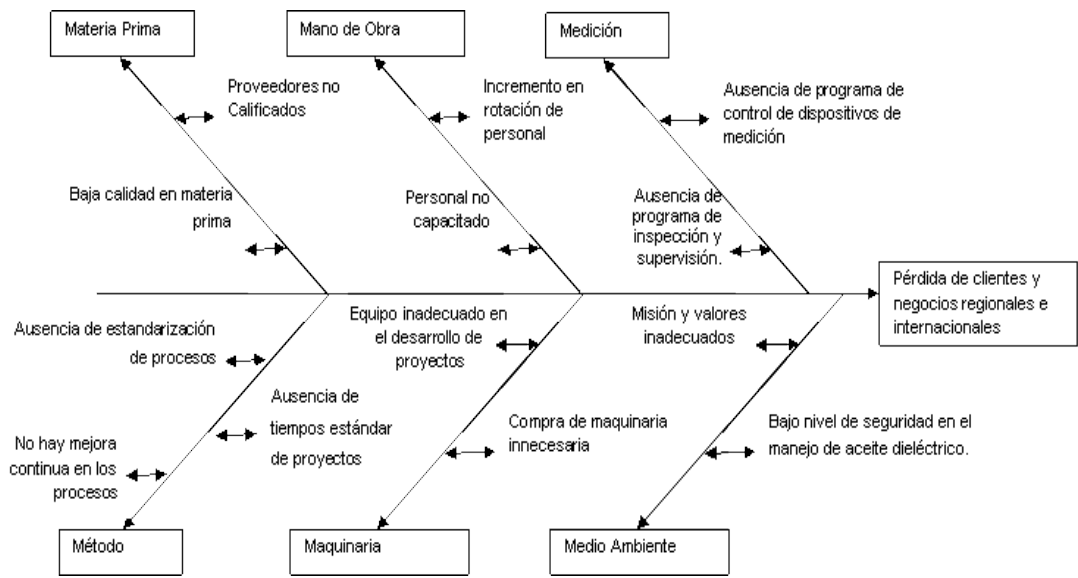 Materia Prima
Mano de Obra
Medición
Proveedores no
Calificados
Incremento en
rotación de
personal
Ausencia de programa de
control de dispositivos de
medición
Baja calidad en materia
prima
Personal no
capacitado
Ausencia de
programa de
inspección y
supervisión.
Pérdida de clientes y
negocios regionales e
internacionales
Ausencia de estandarización
de procesos
Equipo inadecuado en
el desarrollo de
proyectos
Misión y valores
inadecuados
Ausencia de
tiempos estándar
de proyectos
Compra de maquinaria
innecesaria
Bajo nivel de seguridad en el
manejo de aceite dieléctrico.
No hay mejora
continua en los
procesos
Método
Maquinaria
Medio Ambiente